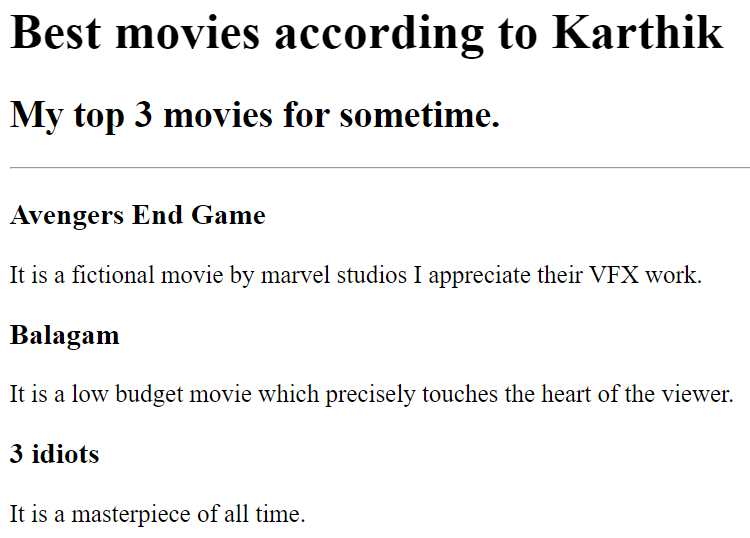 Best movies according to Karthik
My top 3 movies for sometime.
Avengers End Game
It is a fictional movie by marvel studios I appreciate their VFX work.
Balagam
It is a low budget movie which precisely touches the heart of the viewer.
3 idiots
It is a masterpiece of all time.